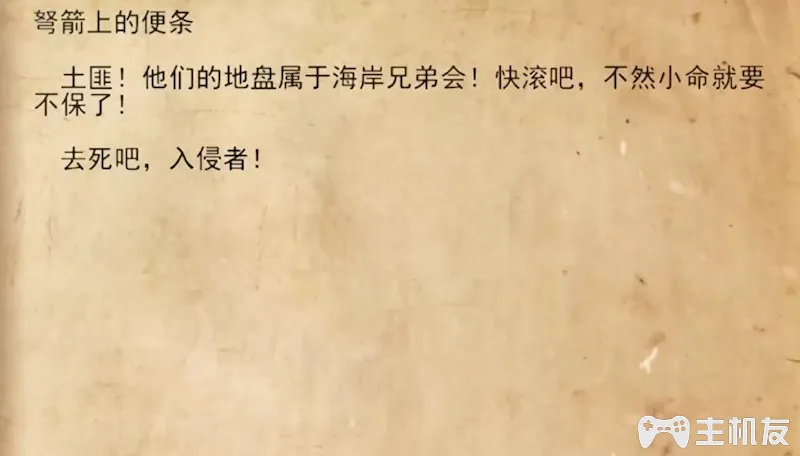 弩箭上的便条
土匪！他们的地盘属于海岸兄弟会！快滚吧，不然小命就要
不保了！
去死吧，入侵者！
主机友